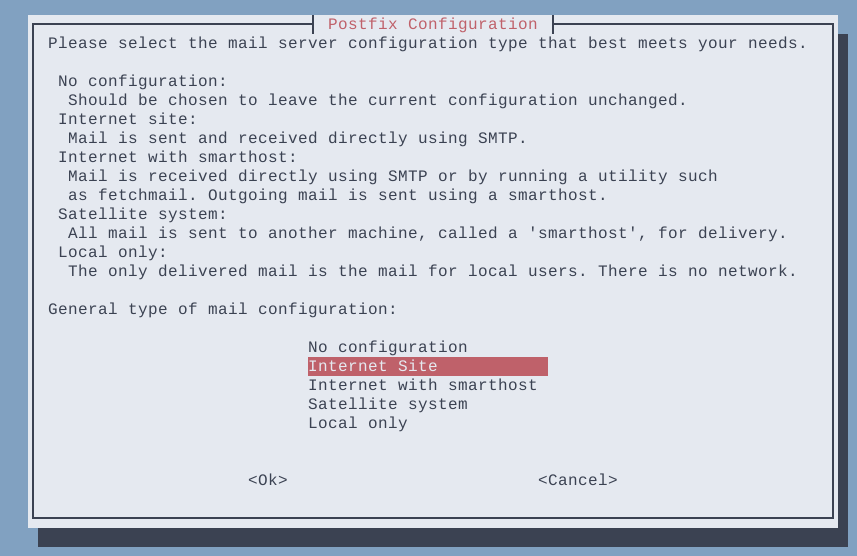 Postfix Configuration
Please select the mail server configuration type that best meets your needs.
No configuration:
Should be chosen to leave the current configuration unchanged.
Internet site:
Mail is sent and received directly using SMTP.
Internet with smarthost:
Mail is received directly using SMTP or by running a utility such
as fetchmail. Outgoing mail is sent using a smarthost.
Satellite system:
All mail is sent to another machine, called a 'smarthost', for delivery.
Local only:
The only delivered mail is the mail for local users. There is no network.
General type of mail configuration:
No configuration
Internet Site
Internet with smarthost
Satellite system
Local only
<Ok> <Cancel>